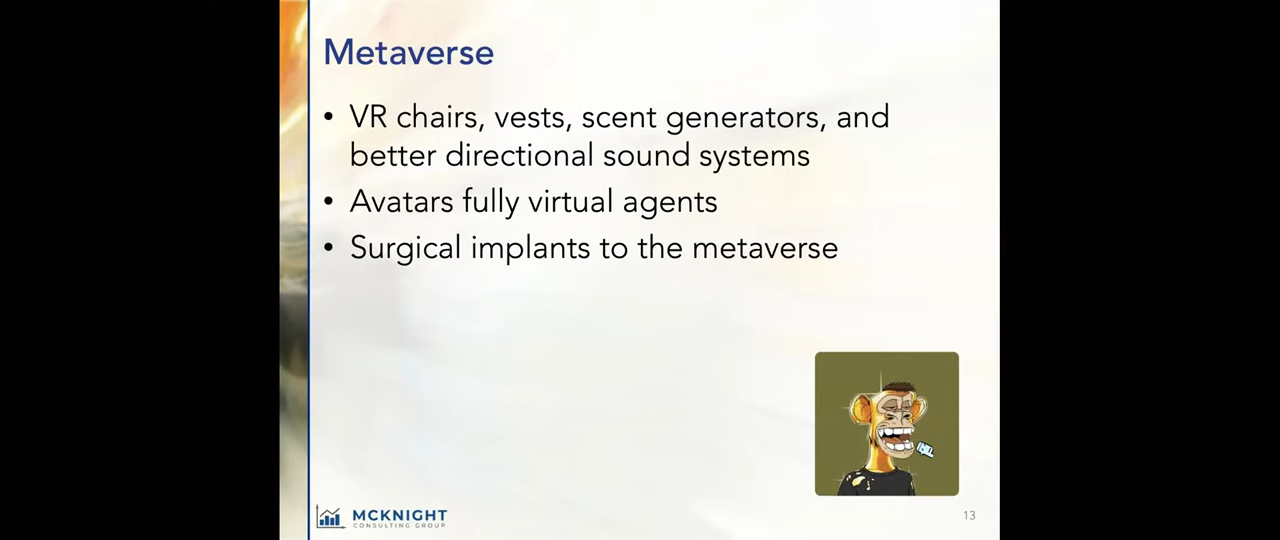 Metaverse
• VR chairs, vests, scent generators, and
better directional sound systems
• Avatars fully virtual agents
• Surgical implants to the metaverse
MCKNIGHT
CONSULTING GROUP
13